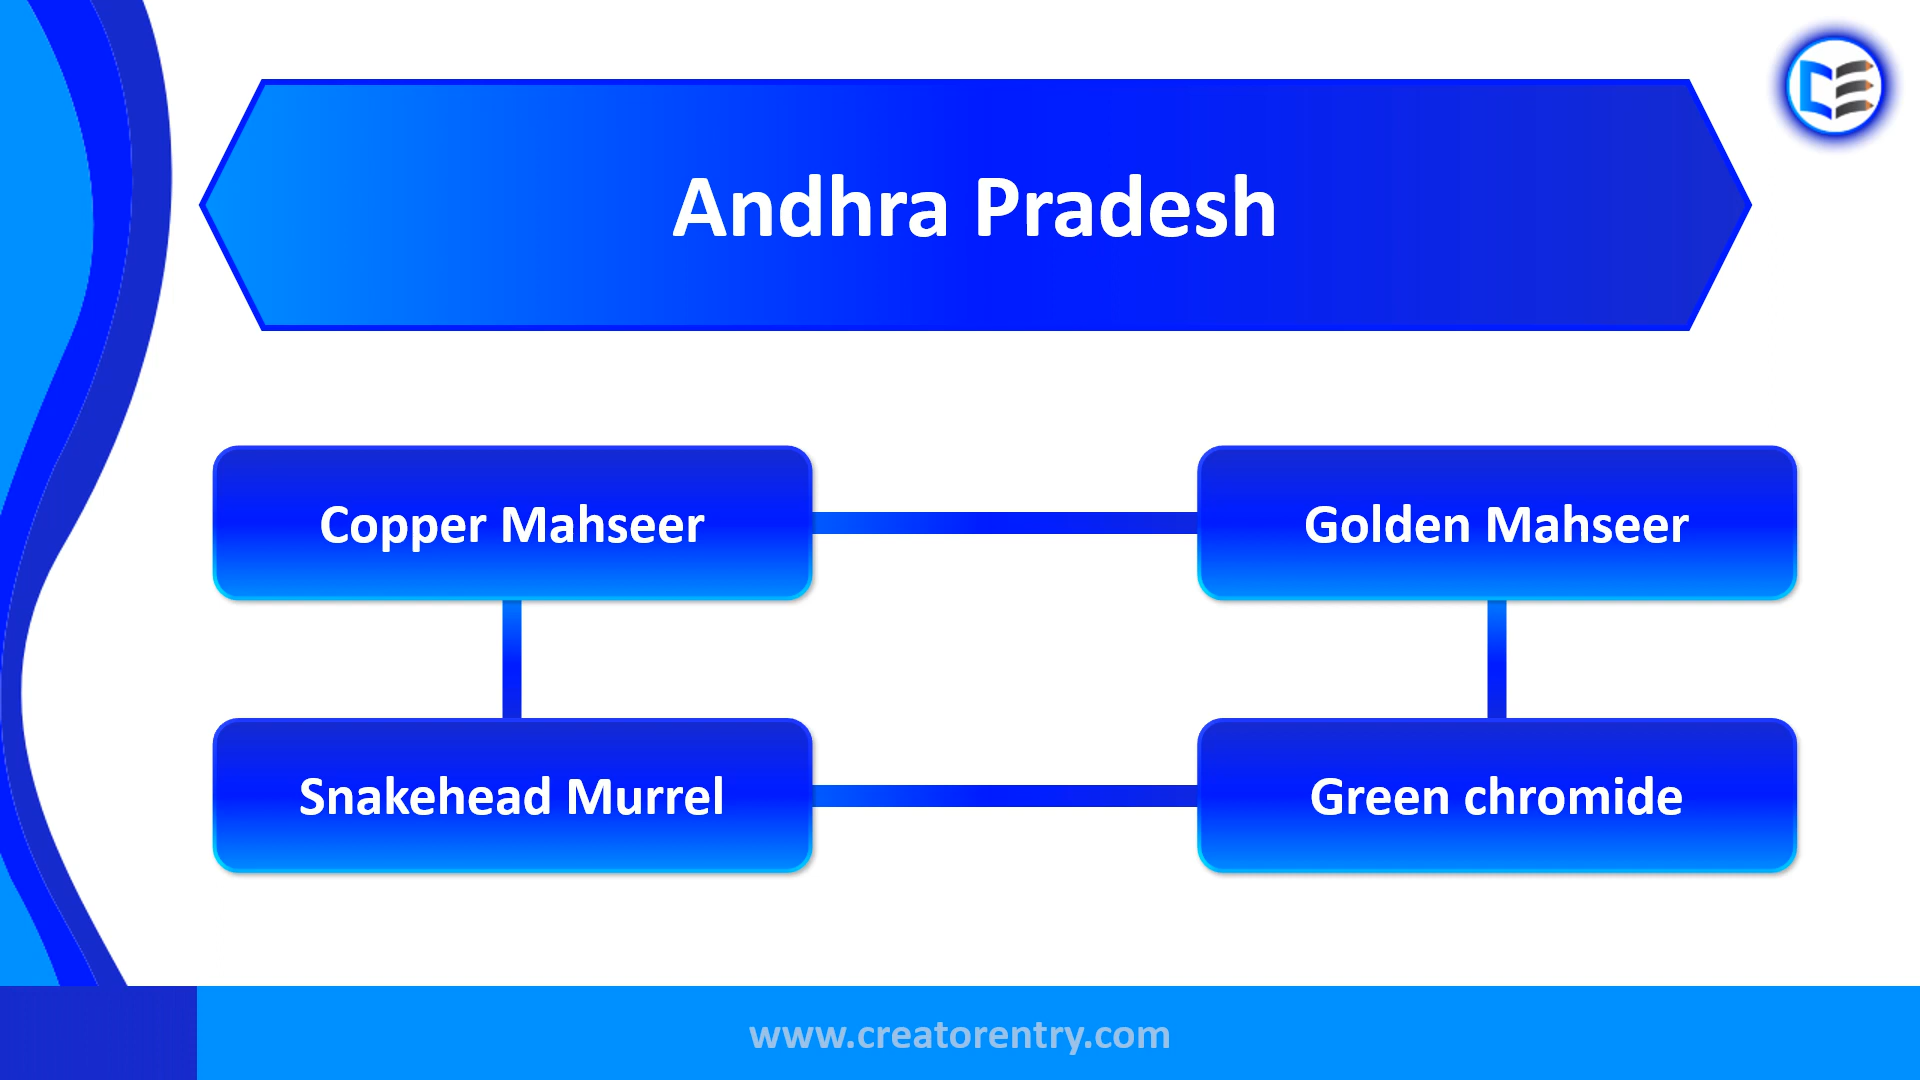 Andhra Pradesh
Copper Mahseer
Golden Mahseer
Snakehead Murrel
Green chromide
www.creatorentry.com